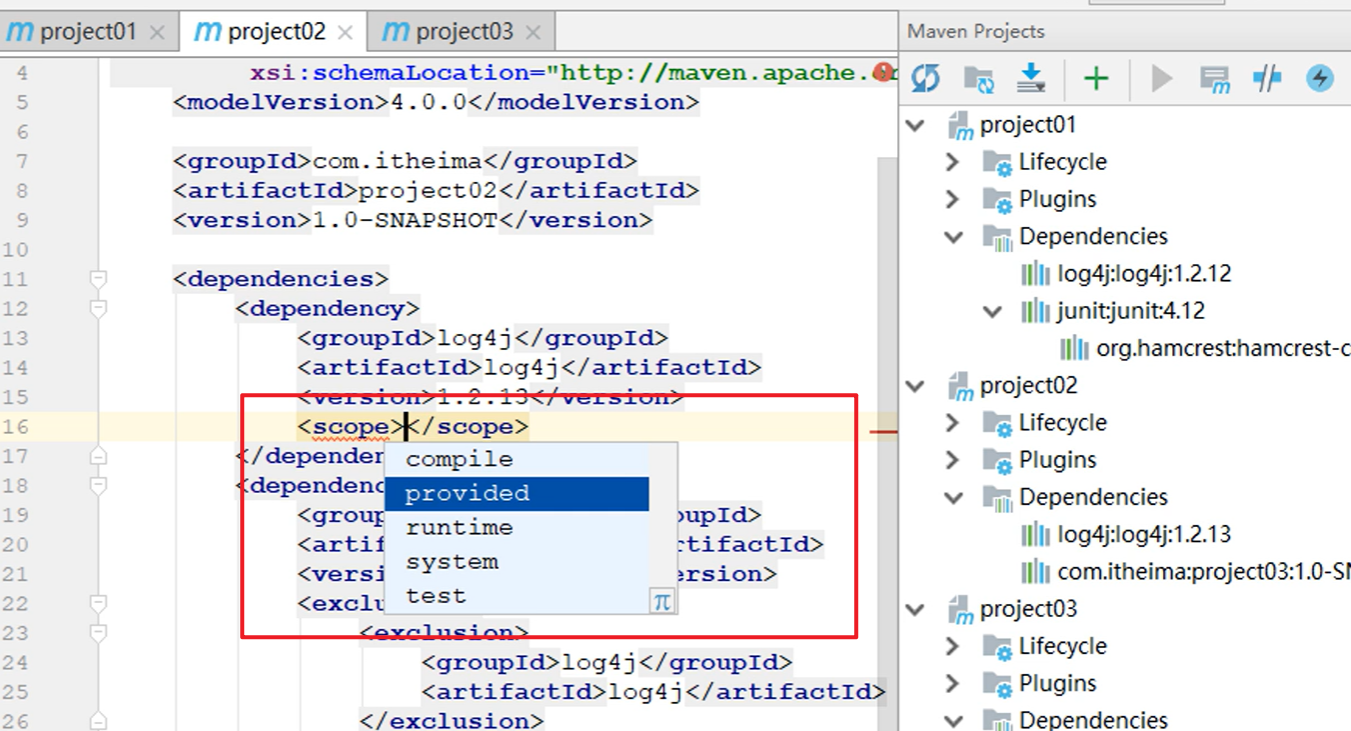 project01
project02
project03
Maven Projects
4 xsi:schemaLocation="http://maven.apache.
5 <modelVersion>4.0.0</modelVersion>
6
7 <groupId>com.itheima</groupId>
8 <artifactId>project02</artifactId>
9 <version>1.0-SNAPSHOT</version>
10
11 <dependencies>
12 <dependency>
13 <groupId>log4j</groupId>
14 <artifactId>log4j</artifactId>
15 <version>1.2.13</version>
16 <scope></scope>
17 </dependen
18 <dependenc
19 <group upId>
20 <artif rtifactId>
21 <versi ersion>
22 <exclu
23 <exclusion>
24 <groupId>log4j</groupId>
25 <artifactId>log4j</artifactId>
26 </exclusion>
compile
provided
runtime
system
test
π
project01
Lifecycle
Plugins
Dependencies
log4j:log4j:1.2.12
junit:junit:4.12
org.hamcrest:hamcrest-c
project02
Lifecycle
Plugins
Dependencies
log4j:log4j:1.2.13
com.itheima:project03:1.0-SN
project03
Lifecycle
Plugins
Dependencies